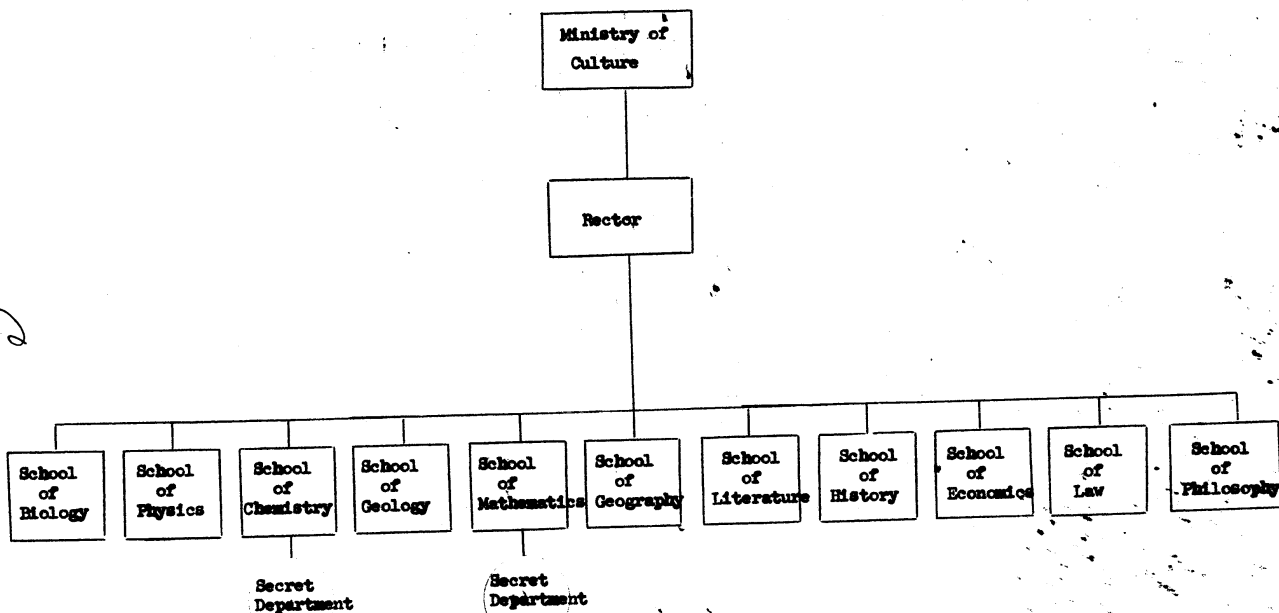 Ministry of
Culture
Rector
School
of
Biology
School
of
Physics
School
of
Chemistry
School
of
Geology
School
of
Mathematics
School
of
Geography
School
of
Literature
School
of
History
School
of
Economics
School
of
Law
School
of
Philosophy
Secret
Department
Secret
Department